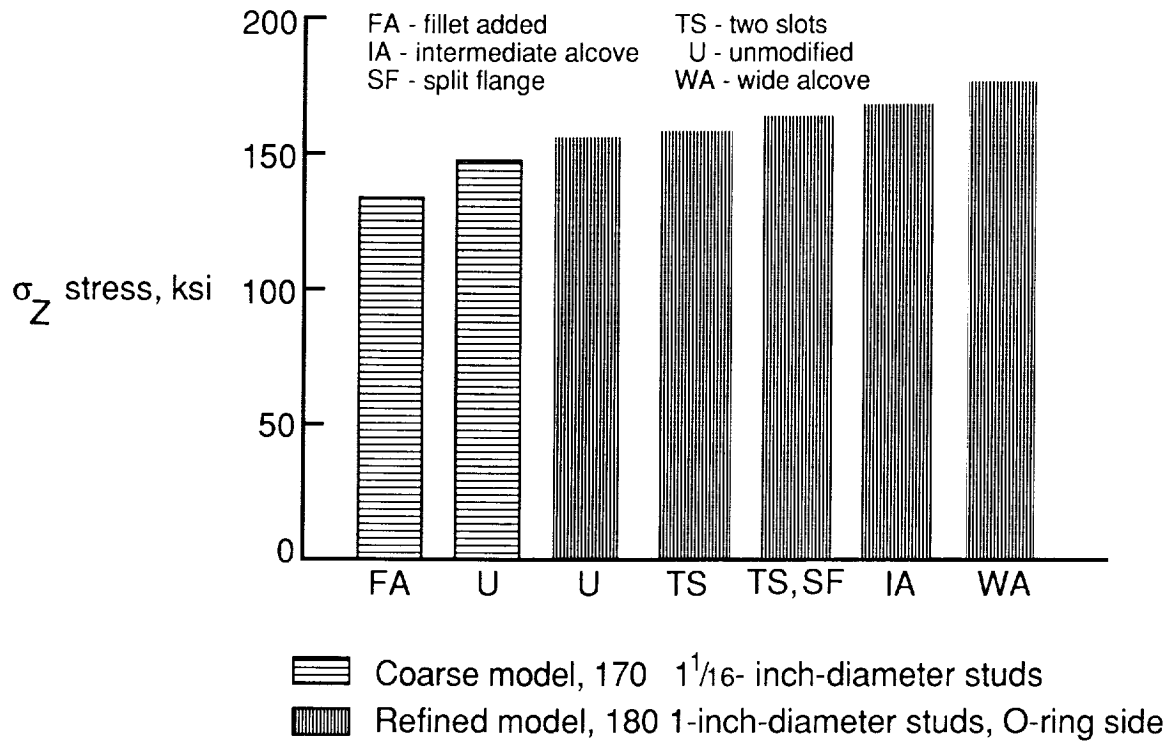 200
FA - fillet added TS - two slots
IA - intermediate alcove U - unmodified
SF - split flange WA - wide alcove
150
σZ stress, ksi 100
50
0
FA U U TS TS, SF IA WA
Coarse model, 170 1 1/16- inch-diameter studs
Refined model, 180 1-inch-diameter studs, O-ring side